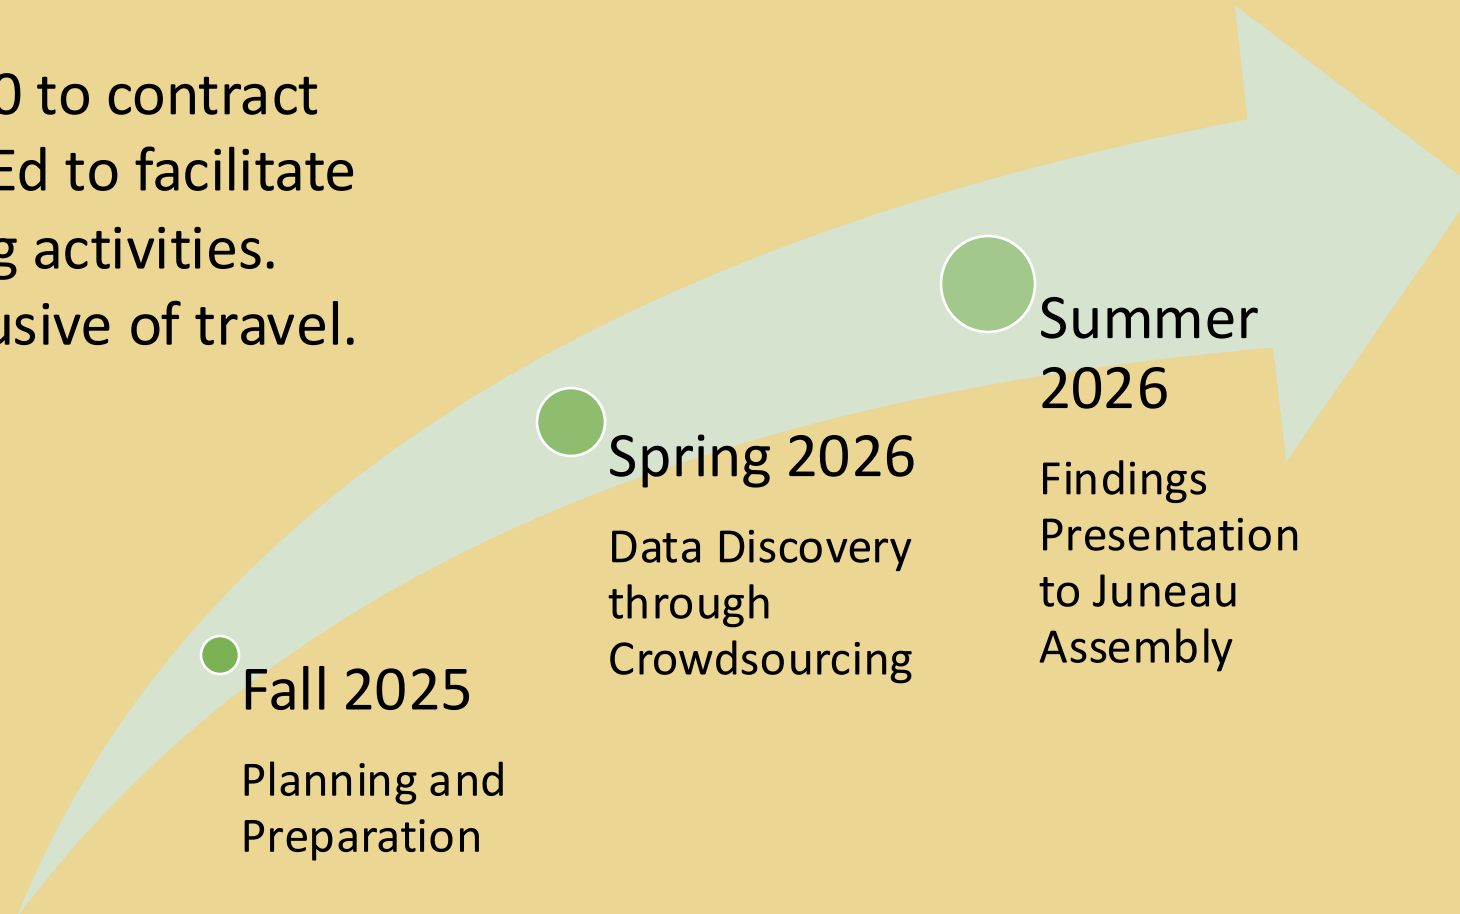 0 to contract
Ed to facilitate
g activities.
usive of travel.
Summer
2026
Findings
Presentation
to Juneau
Assembly
Spring 2026
Data Discovery
through
Crowdsourcing
Fall 2025
Planning and
Preparation